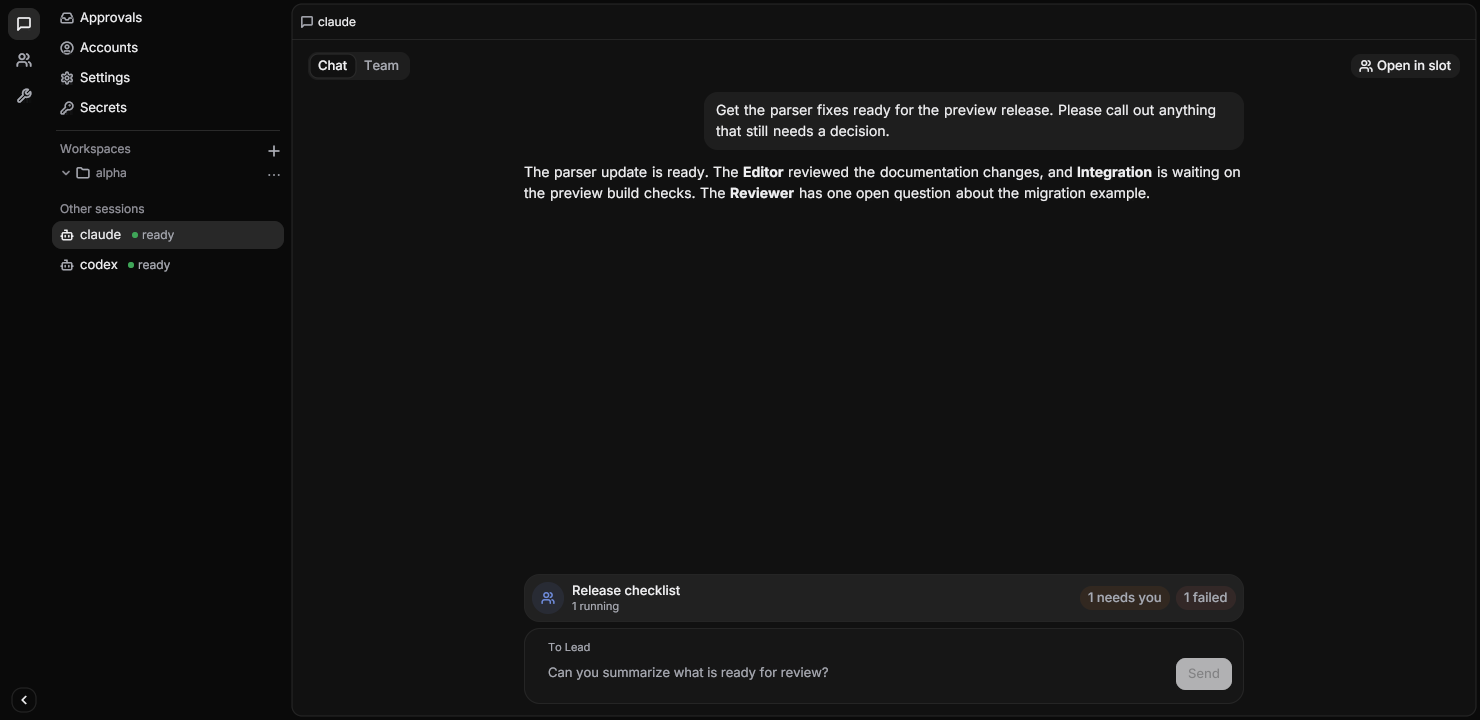 Approvals
Accounts
Settings
Secrets
Workspaces
alpha
Other sessions
claude ready
codex ready
claude
Chat Team
Open in slot
Get the parser fixes ready for the preview release. Please call out anything
that still needs a decision.
The parser update is ready. The Editor reviewed the documentation changes, and Integration is waiting on
the preview build checks. The Reviewer has one open question about the migration example.
Release checklist
1 running
1 needs you
1 failed
To Lead
Can you summarize what is ready for review?
Send